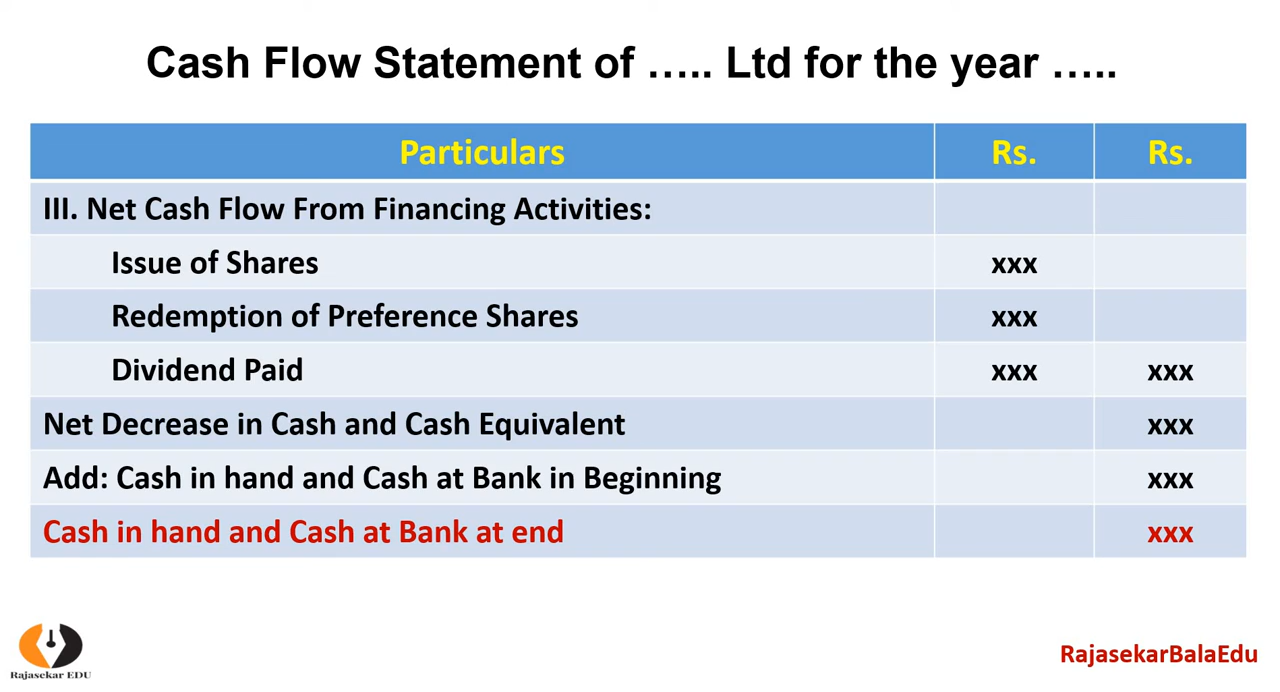 Cash Flow Statement of ….. Ltd for the year …..
Particulars Rs. Rs.
III. Net Cash Flow From Financing Activities:
Issue of Shares xxx
Redemption of Preference Shares xxx
Dividend Paid xxx xxx
Net Decrease in Cash and Cash Equivalent xxx
Add: Cash in hand and Cash at Bank in Beginning xxx
Cash in hand and Cash at Bank at end xxx
Rajasekar EDU
RajasekarBalaEdu